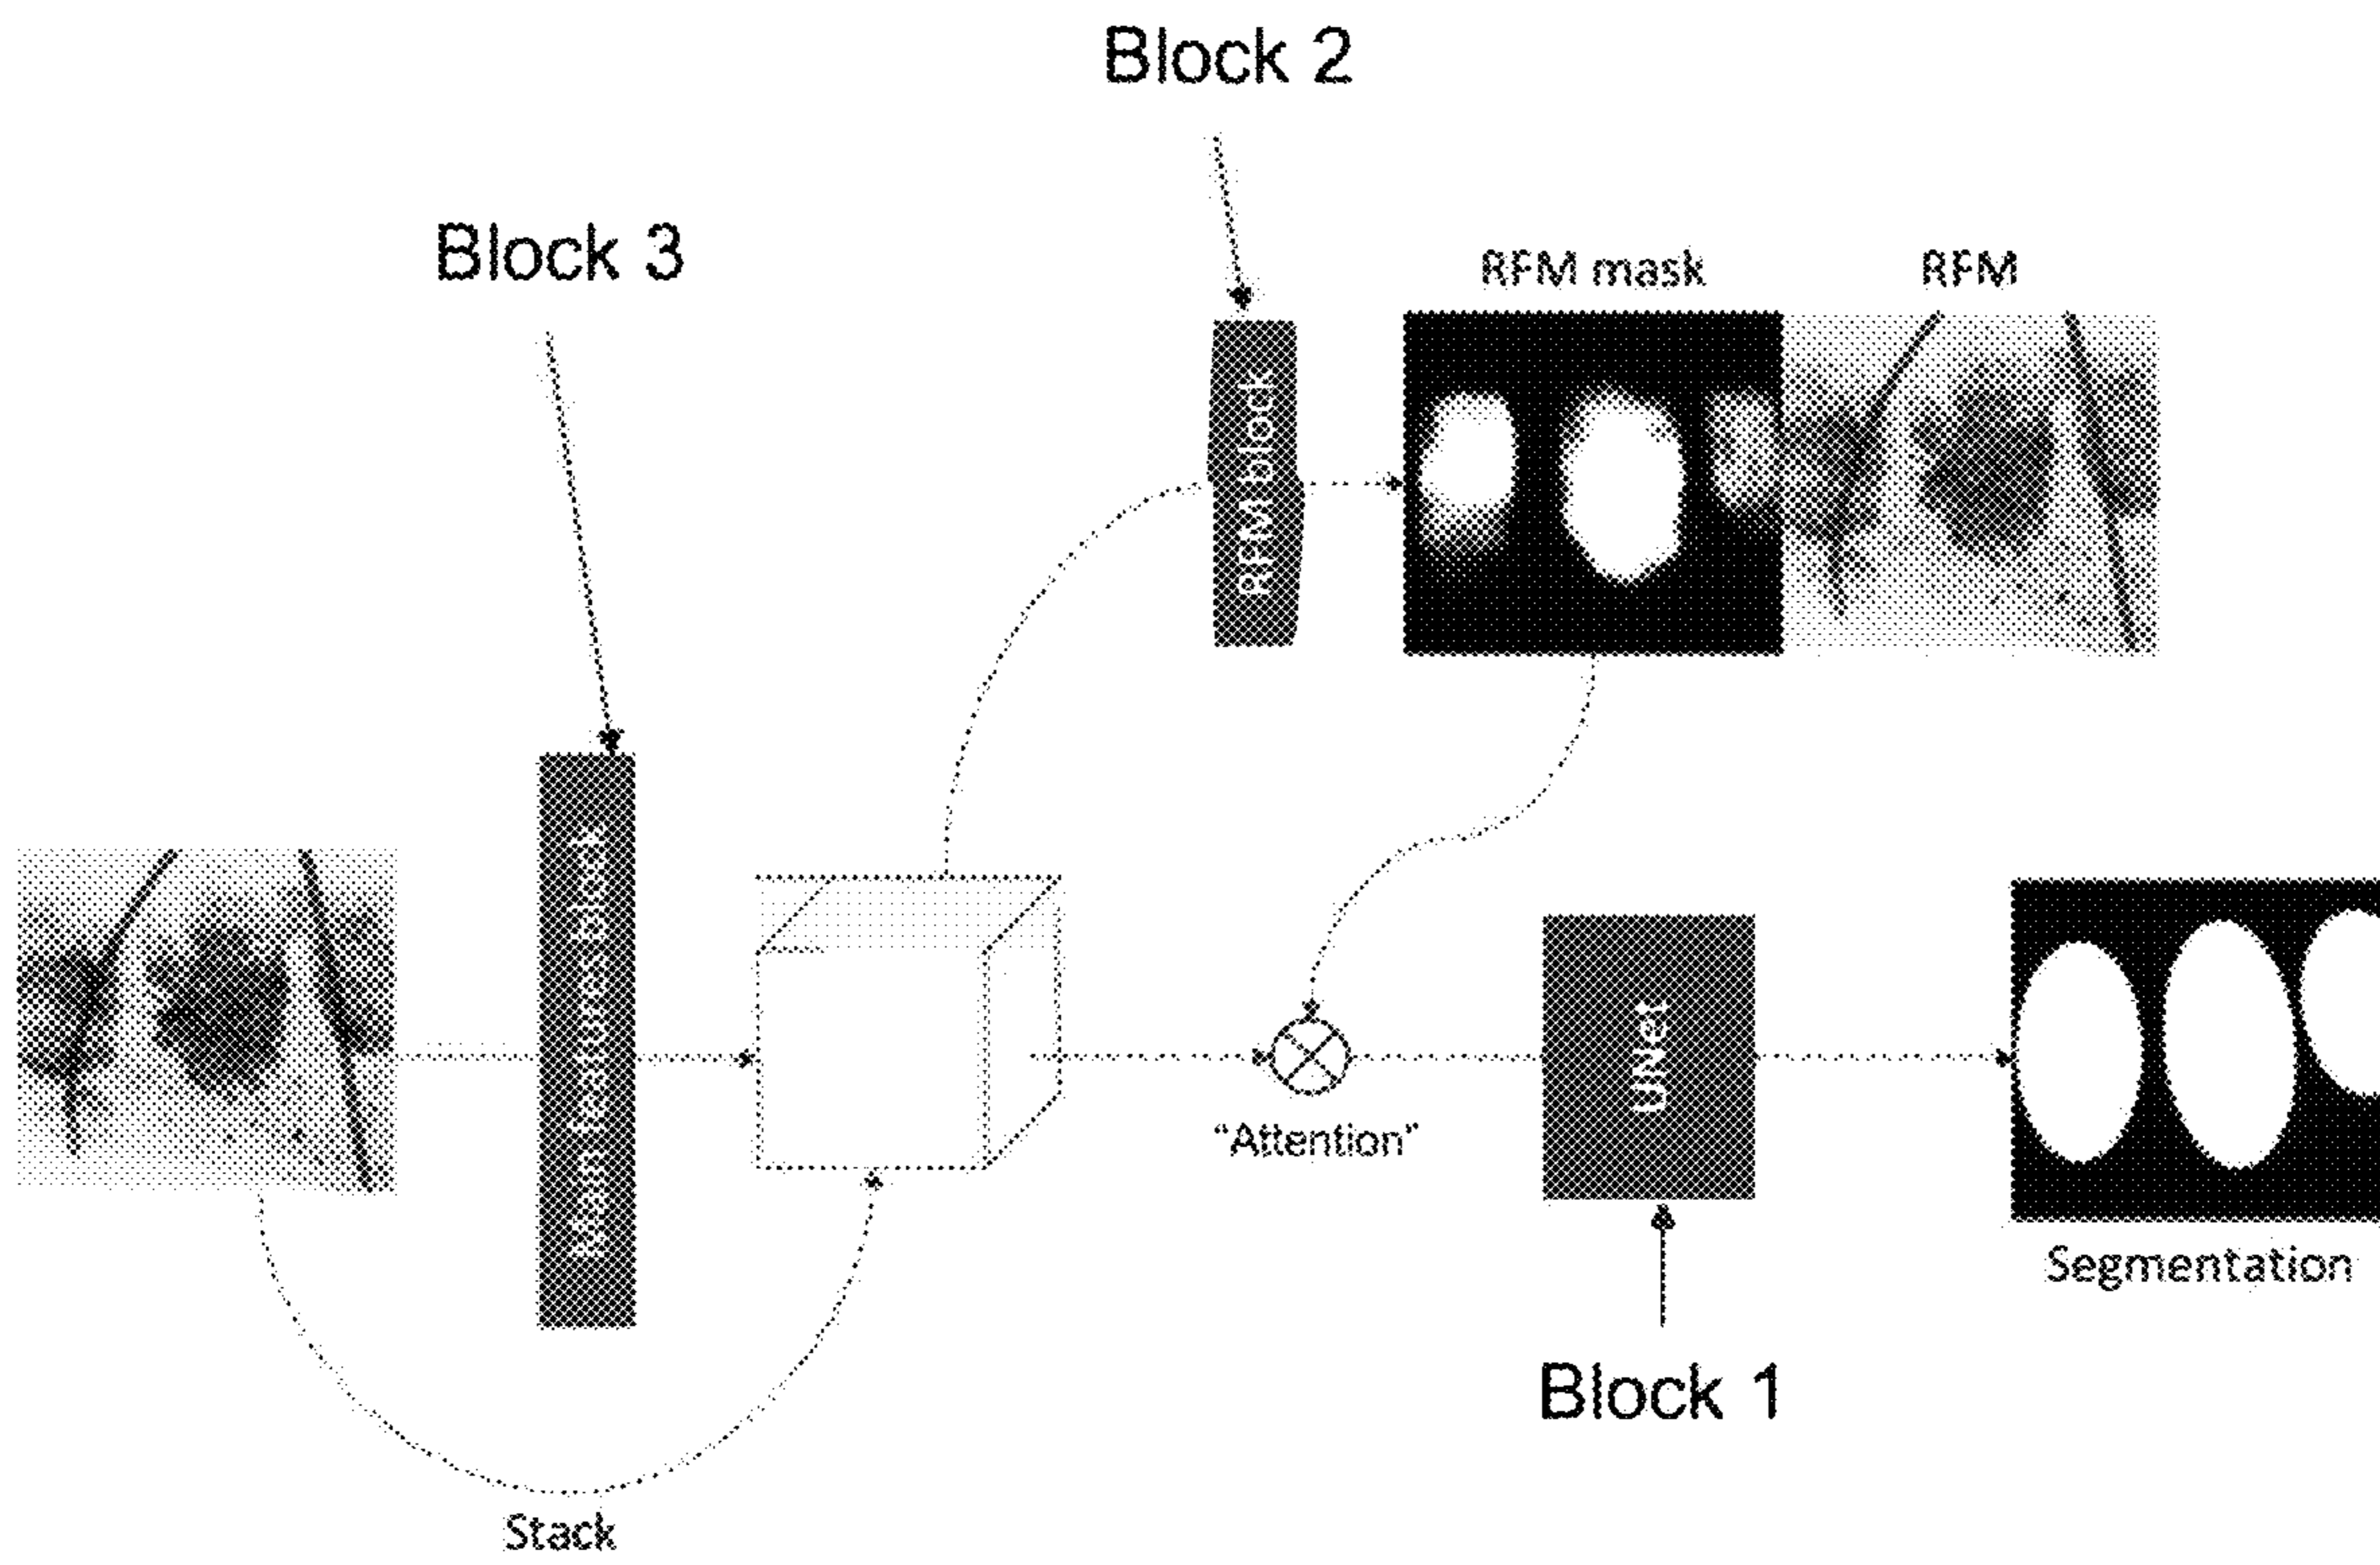 Block 2
Block 3
RFM mask
RFM
RFM block
Main features block
"Attention"
UNet
Segmentation
Block 1
Stack